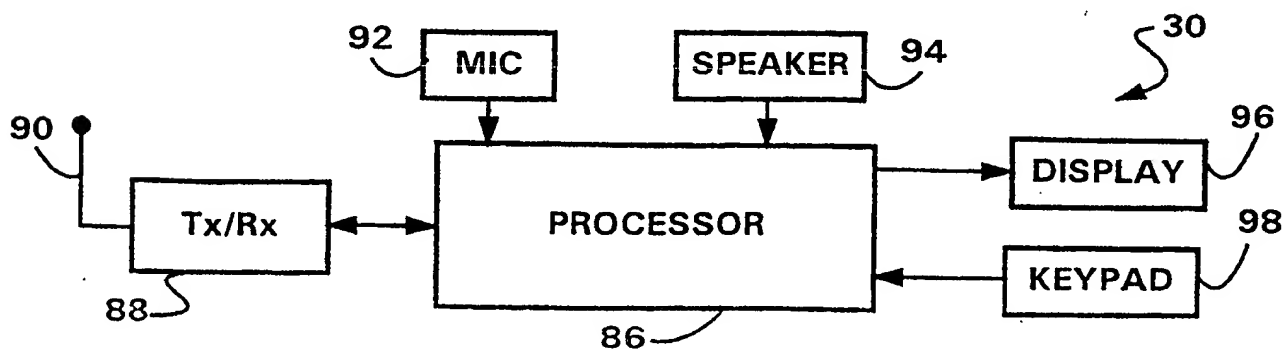 92 MIC SPEAKER 94 30
90 96
DISPLAY
Tx/Rx PROCESSOR
98
KEYPAD
88 86